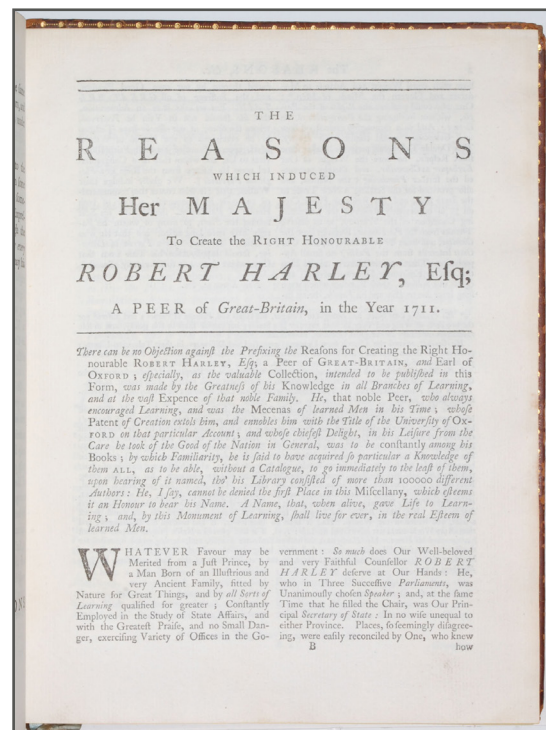 THE
REASONS
WHICH INDUCED
Her MAJESTY
To Create the RIGHT HONOURABLE
ROBERT HARLEY, Eſq;
A PEER of Great-Britain, in the Year 1711.
There can be no Objection againſt the Prefixing the Reaſons for Creating the Right Ho-
nourable ROBERT HARLEY, Eſq; a Peer of GREAT-BRITAIN, and Earl of
OXFORD; eſpecially, as the valuable Collection, intended to be publiſhed in this
Form, was made by the Greatneſs of his Knowledge in all Branches of Learning,
and at the vaſt Expence of that noble Family. He, that noble Peer, who always
encouraged Learning, and was the Mecenas of learned Men in his Time; whoſe
Patent of Creation extols him, and ennobles him with the Title of the Univerſity of Ox-
FORD on that particular Account; and whoſe chiefeſt Delight, in his Leiſure from the
Care he took of the Good of the Nation in General, was to be conſtantly among his
Books; by which Familiarity, he is ſaid to have acquired ſo particular a Knowledge of
them ALL, as to be able, without a Catalogue, to go immediately to the leaſt of them,
upon hearing of it named, tho' his Library conſiſted of more than 100000 different
Authors: He, I ſay, cannot be denied the firſt Place in this Miſcellany, which eſteems
it an Honour to bear his Name. A Name, that, when alive, gave Life to Learn-
ing; and, by this Monument of Learning, ſhall live for ever, in the real Eſteem of
learned Men.
WHATEVER Favour may be
Merited from a Juſt Prince, by
a Man Born of an Illuſtrious and
very Ancient Family, fitted by
Nature for Great Things, and by all Sorts of
Learning qualified for greater; Conſtantly
Employed in the Study of State Affairs, and
with the Greateſt Praiſe, and no Small Dan-
ger, exerciſing Variety of Offices in the Go-
vernment: So much does Our Well-beloved
and very Faithful Counſellor ROBERT
HARLEY deſerve at Our Hands: He,
who in Three Succeſſive Parliaments, was
Unanimouſly choſen Speaker; and, at the ſame
Time that he filled the Chair, was Our Prin-
cipal Secretary of State: In no wiſe unequal to
either Province. Places, ſo ſeemingly diſagree-
ing, were eaſily reconciled by One, who knew
B
how